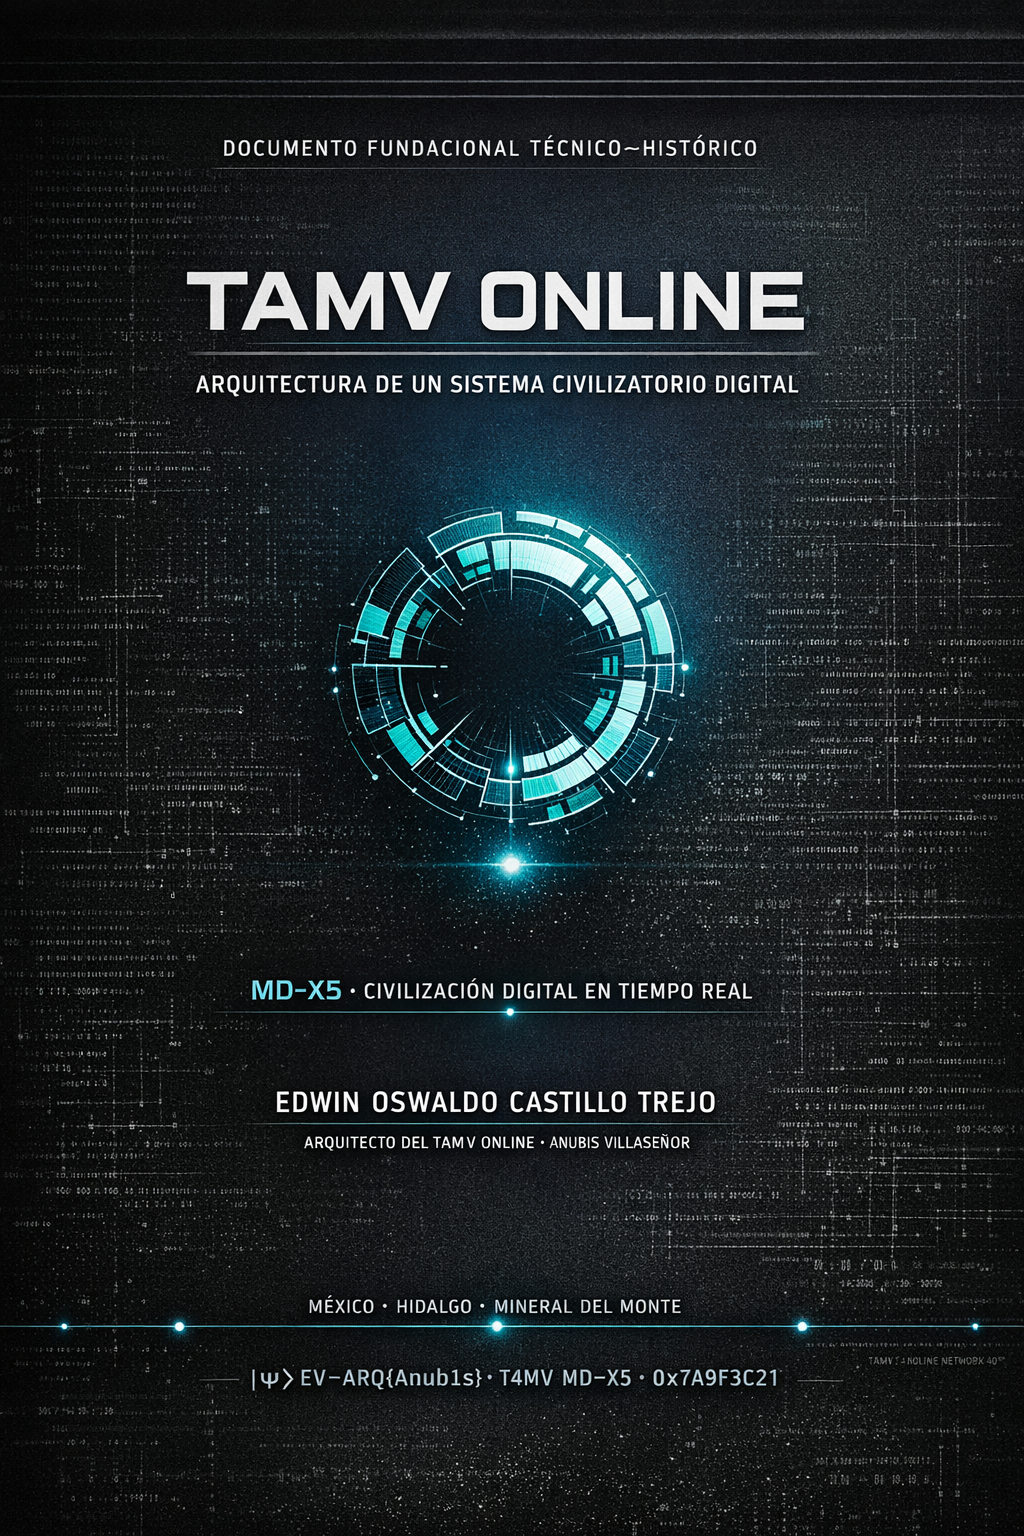 DOCUMENTO FUNDACIONAL TÉCNICO~HISTÓRICO
TAMV ONLINE
ARQUITECTURA DE UN SISTEMA CIVILIZATORIO DIGITAL
MD-X5 · CIVILIZACIÓN DIGITAL EN TIEMPO REAL
EDWIN OSWALDO CASTILLO TREJO
ARQUITECTO DEL TAMV ONLINE · ANUBIS VILLASEÑOR
MÉXICO · HIDALGO · MINERAL DEL MONTE
|Ψ⟩ EV-ARQ{Anub1s} · T4MV MD-X5 · 0x7A9F3C21